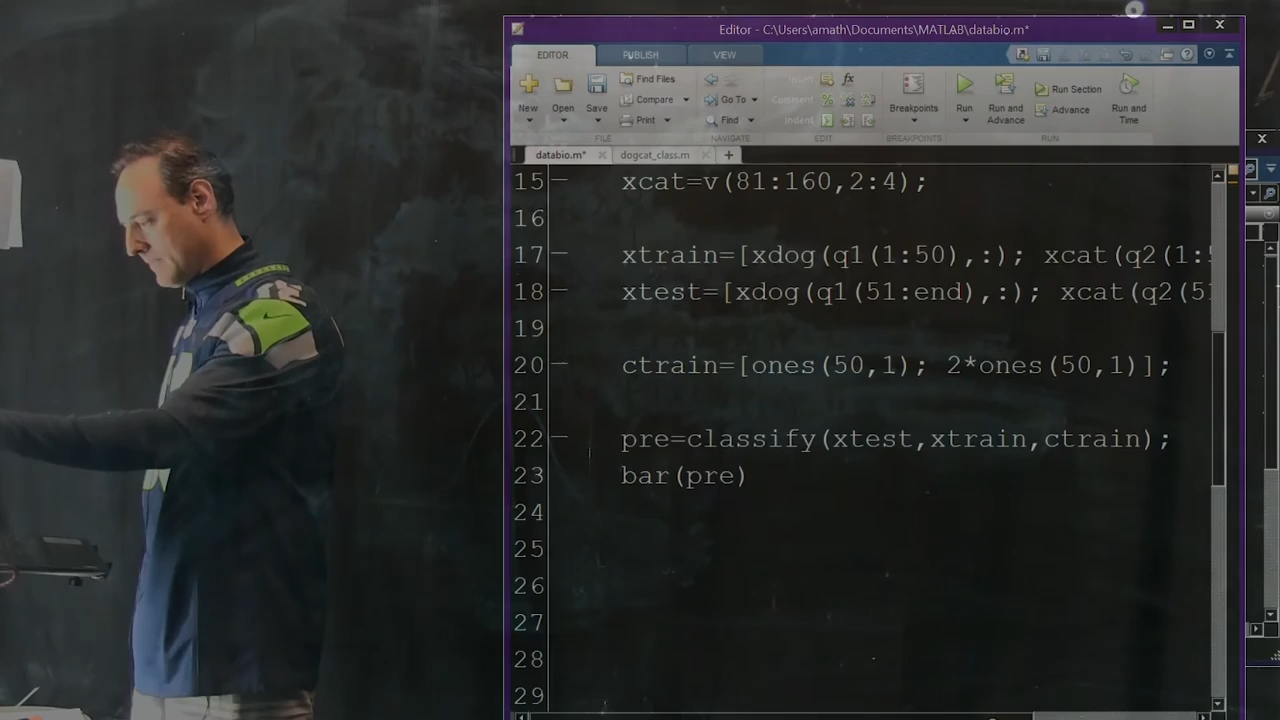 Editor - C:\Users\amath\Documents\MATLAB\databio.m*
EDITOR PUBLISH VIEW
New Open Save Find Files Compare Print Go To Find Insert Comment Indent Breakpoints Run Run and Advance Run Section Advance Run and Time
FILE NAVIGATE EDIT BREAKPOINTS RUN
databio.m* dogcat_class.m
15 xcat=v(81:160,2:4);
16
17 xtrain=[xdog(q1(1:50),:); xcat(q2(1:5
18 xtest=[xdog(q1(51:end),:); xcat(q2(51
19
20 ctrain=[ones(50,1); 2*ones(50,1)];
21
22 pre=classify(xtest,xtrain,ctrain);
23 bar(pre)
24
25
26
27
28
29